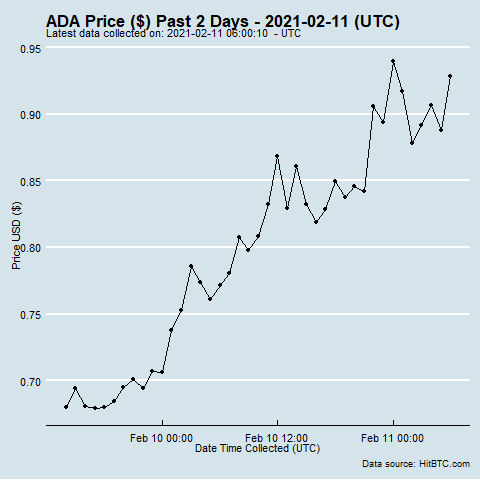 ADA Price ($) Past 2 Days - 2021-02-11 (UTC)
Latest data collected on: 2021-02-11 06:00:10  - UTC
0.95
0.90
0.85
0.80
0.75
0.70
Price USD ($)
Feb 10 00:00
Feb 10 12:00
Feb 11 00:00
Date Time Collected (UTC)
Data source: HitBTC.com